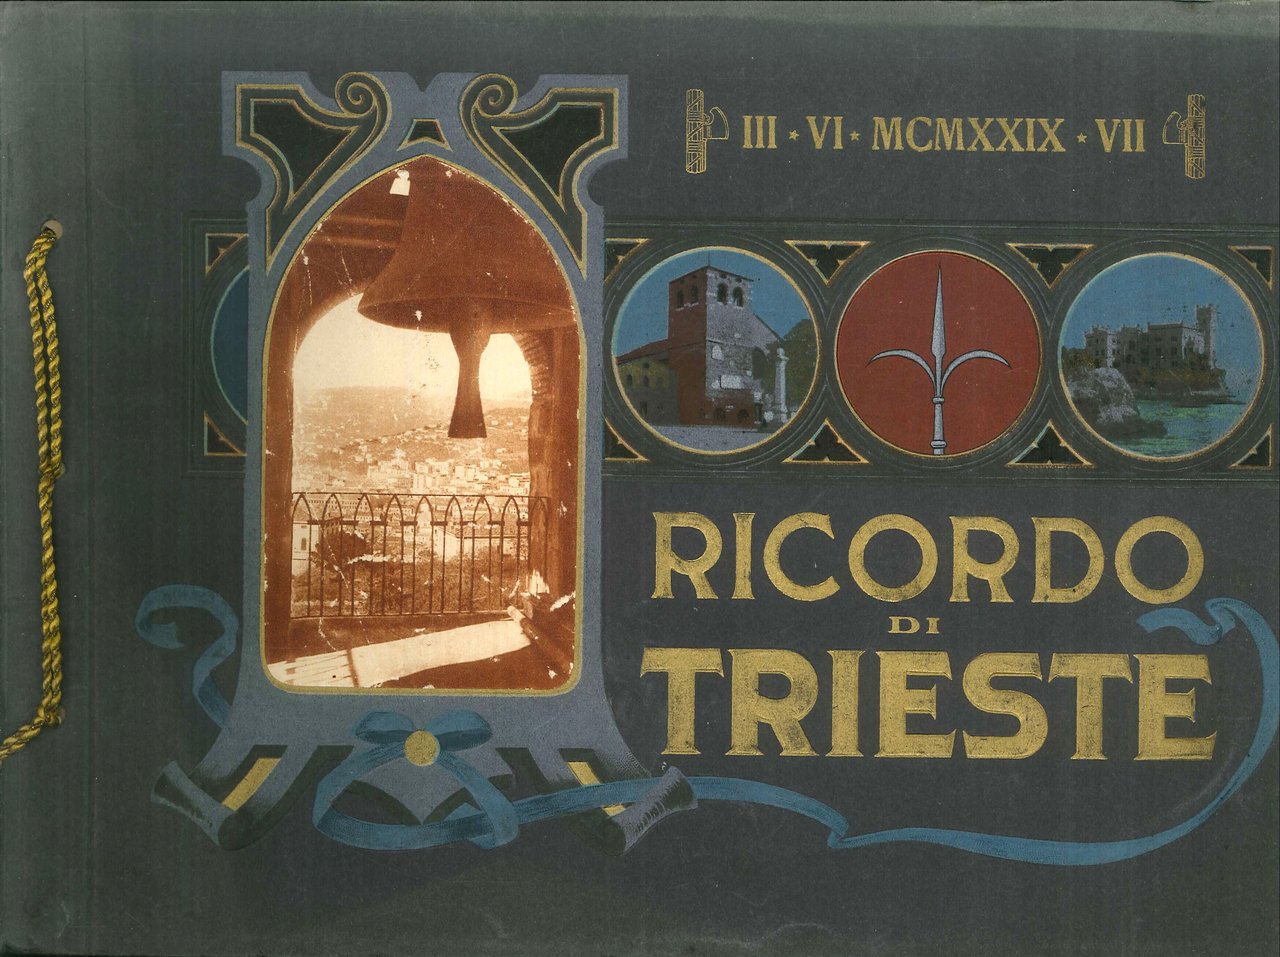 III ★ VI ★ MCMXXIX ★ VII
RICORDO
DI
TRIESTE